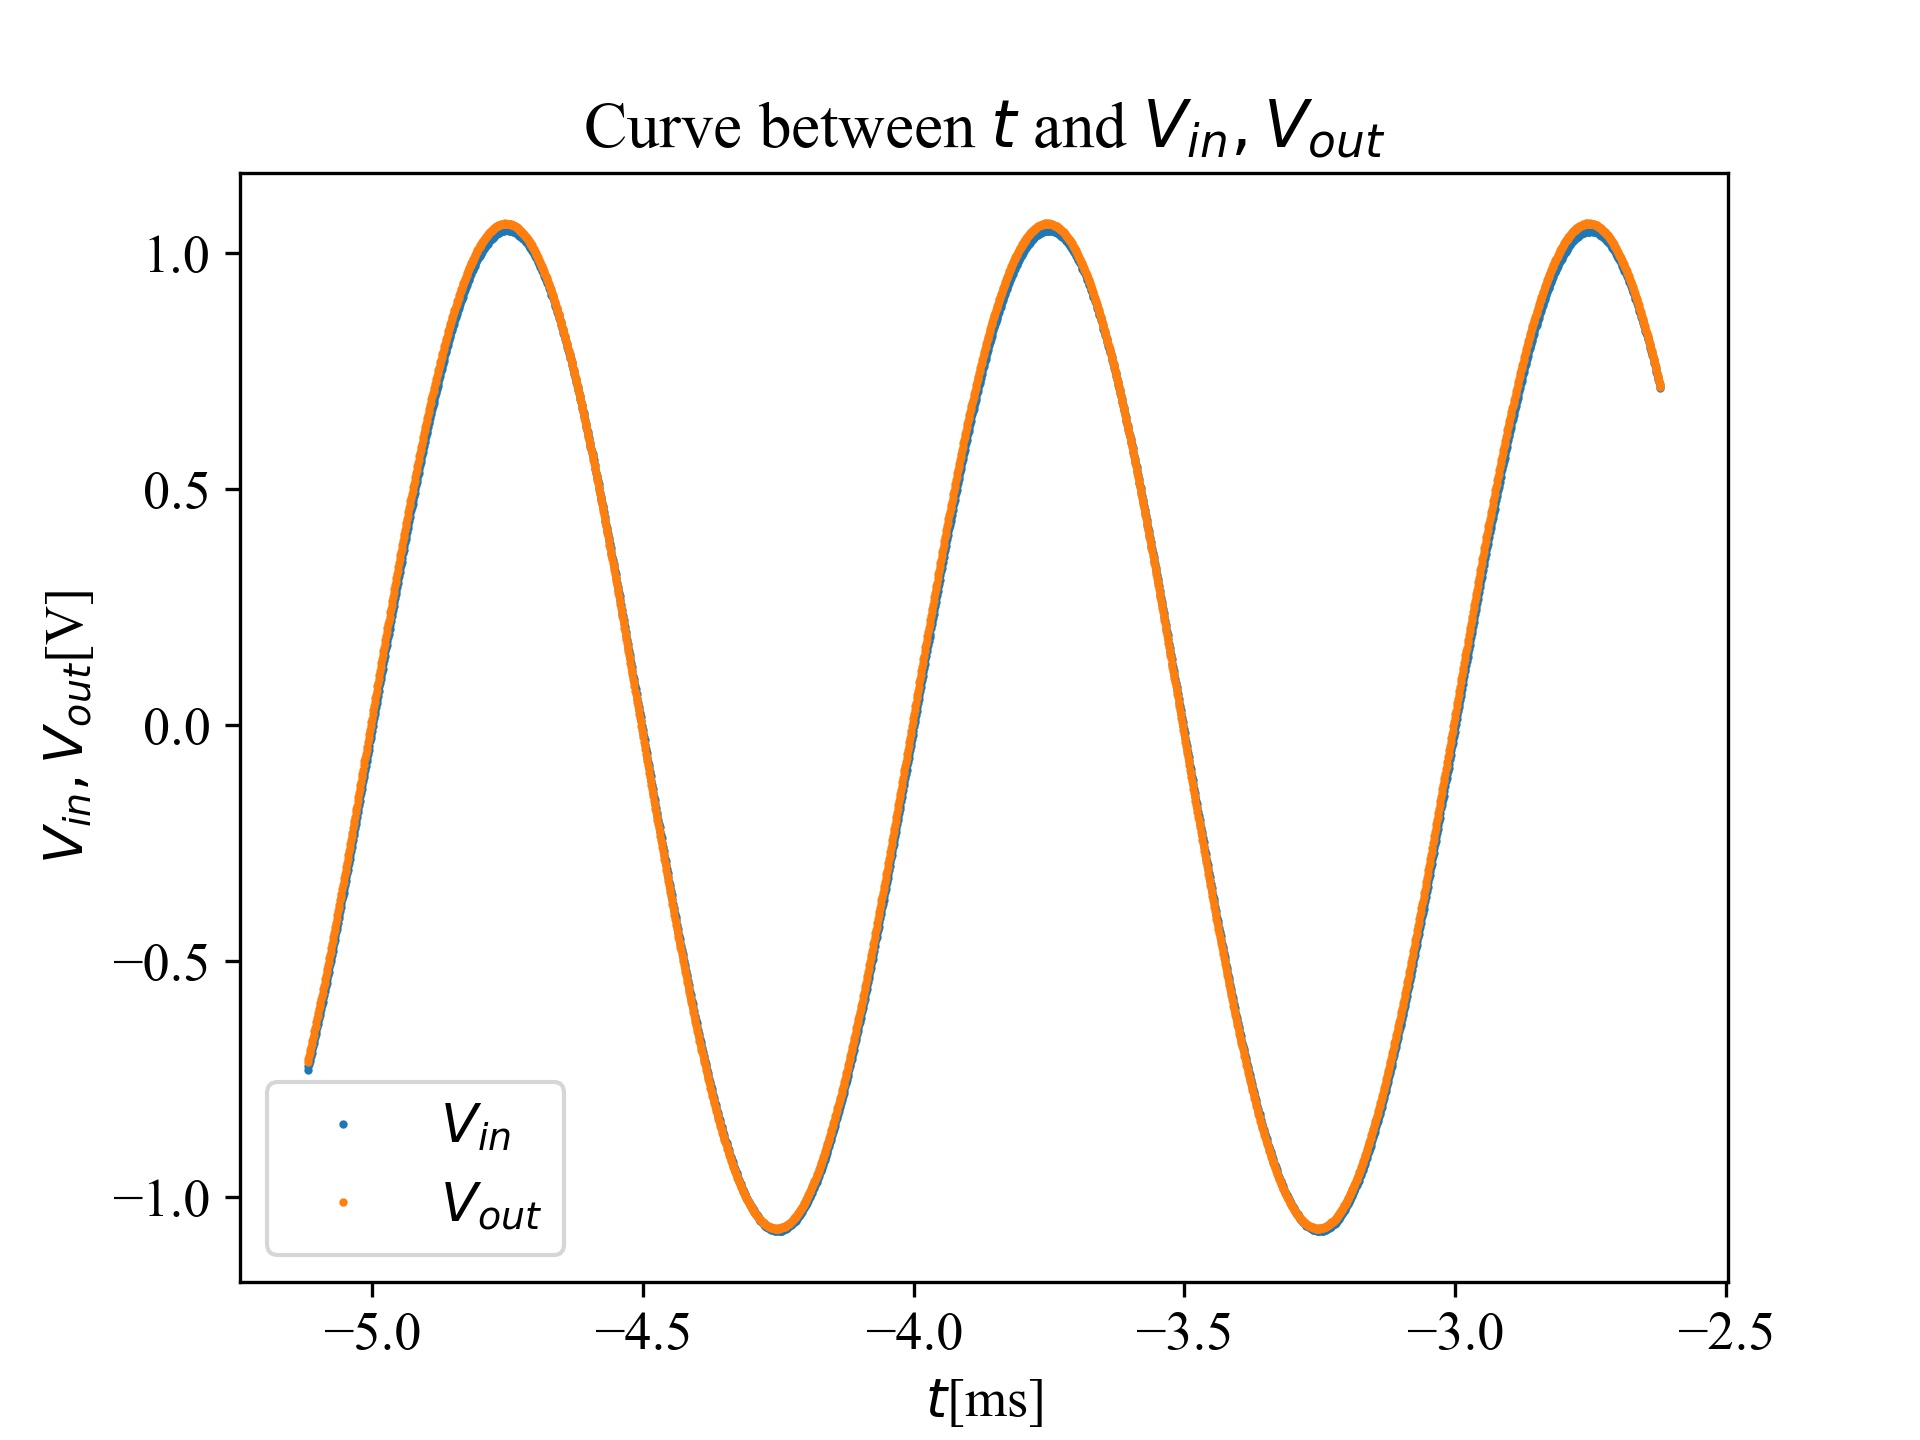 Curve between t and V_in, V_out
1.0
0.5
0.0
−0.5
−1.0
V_in, V_out[V]
V_in
V_out
−5.0 −4.5 −4.0 −3.5 −3.0 −2.5
t[ms]